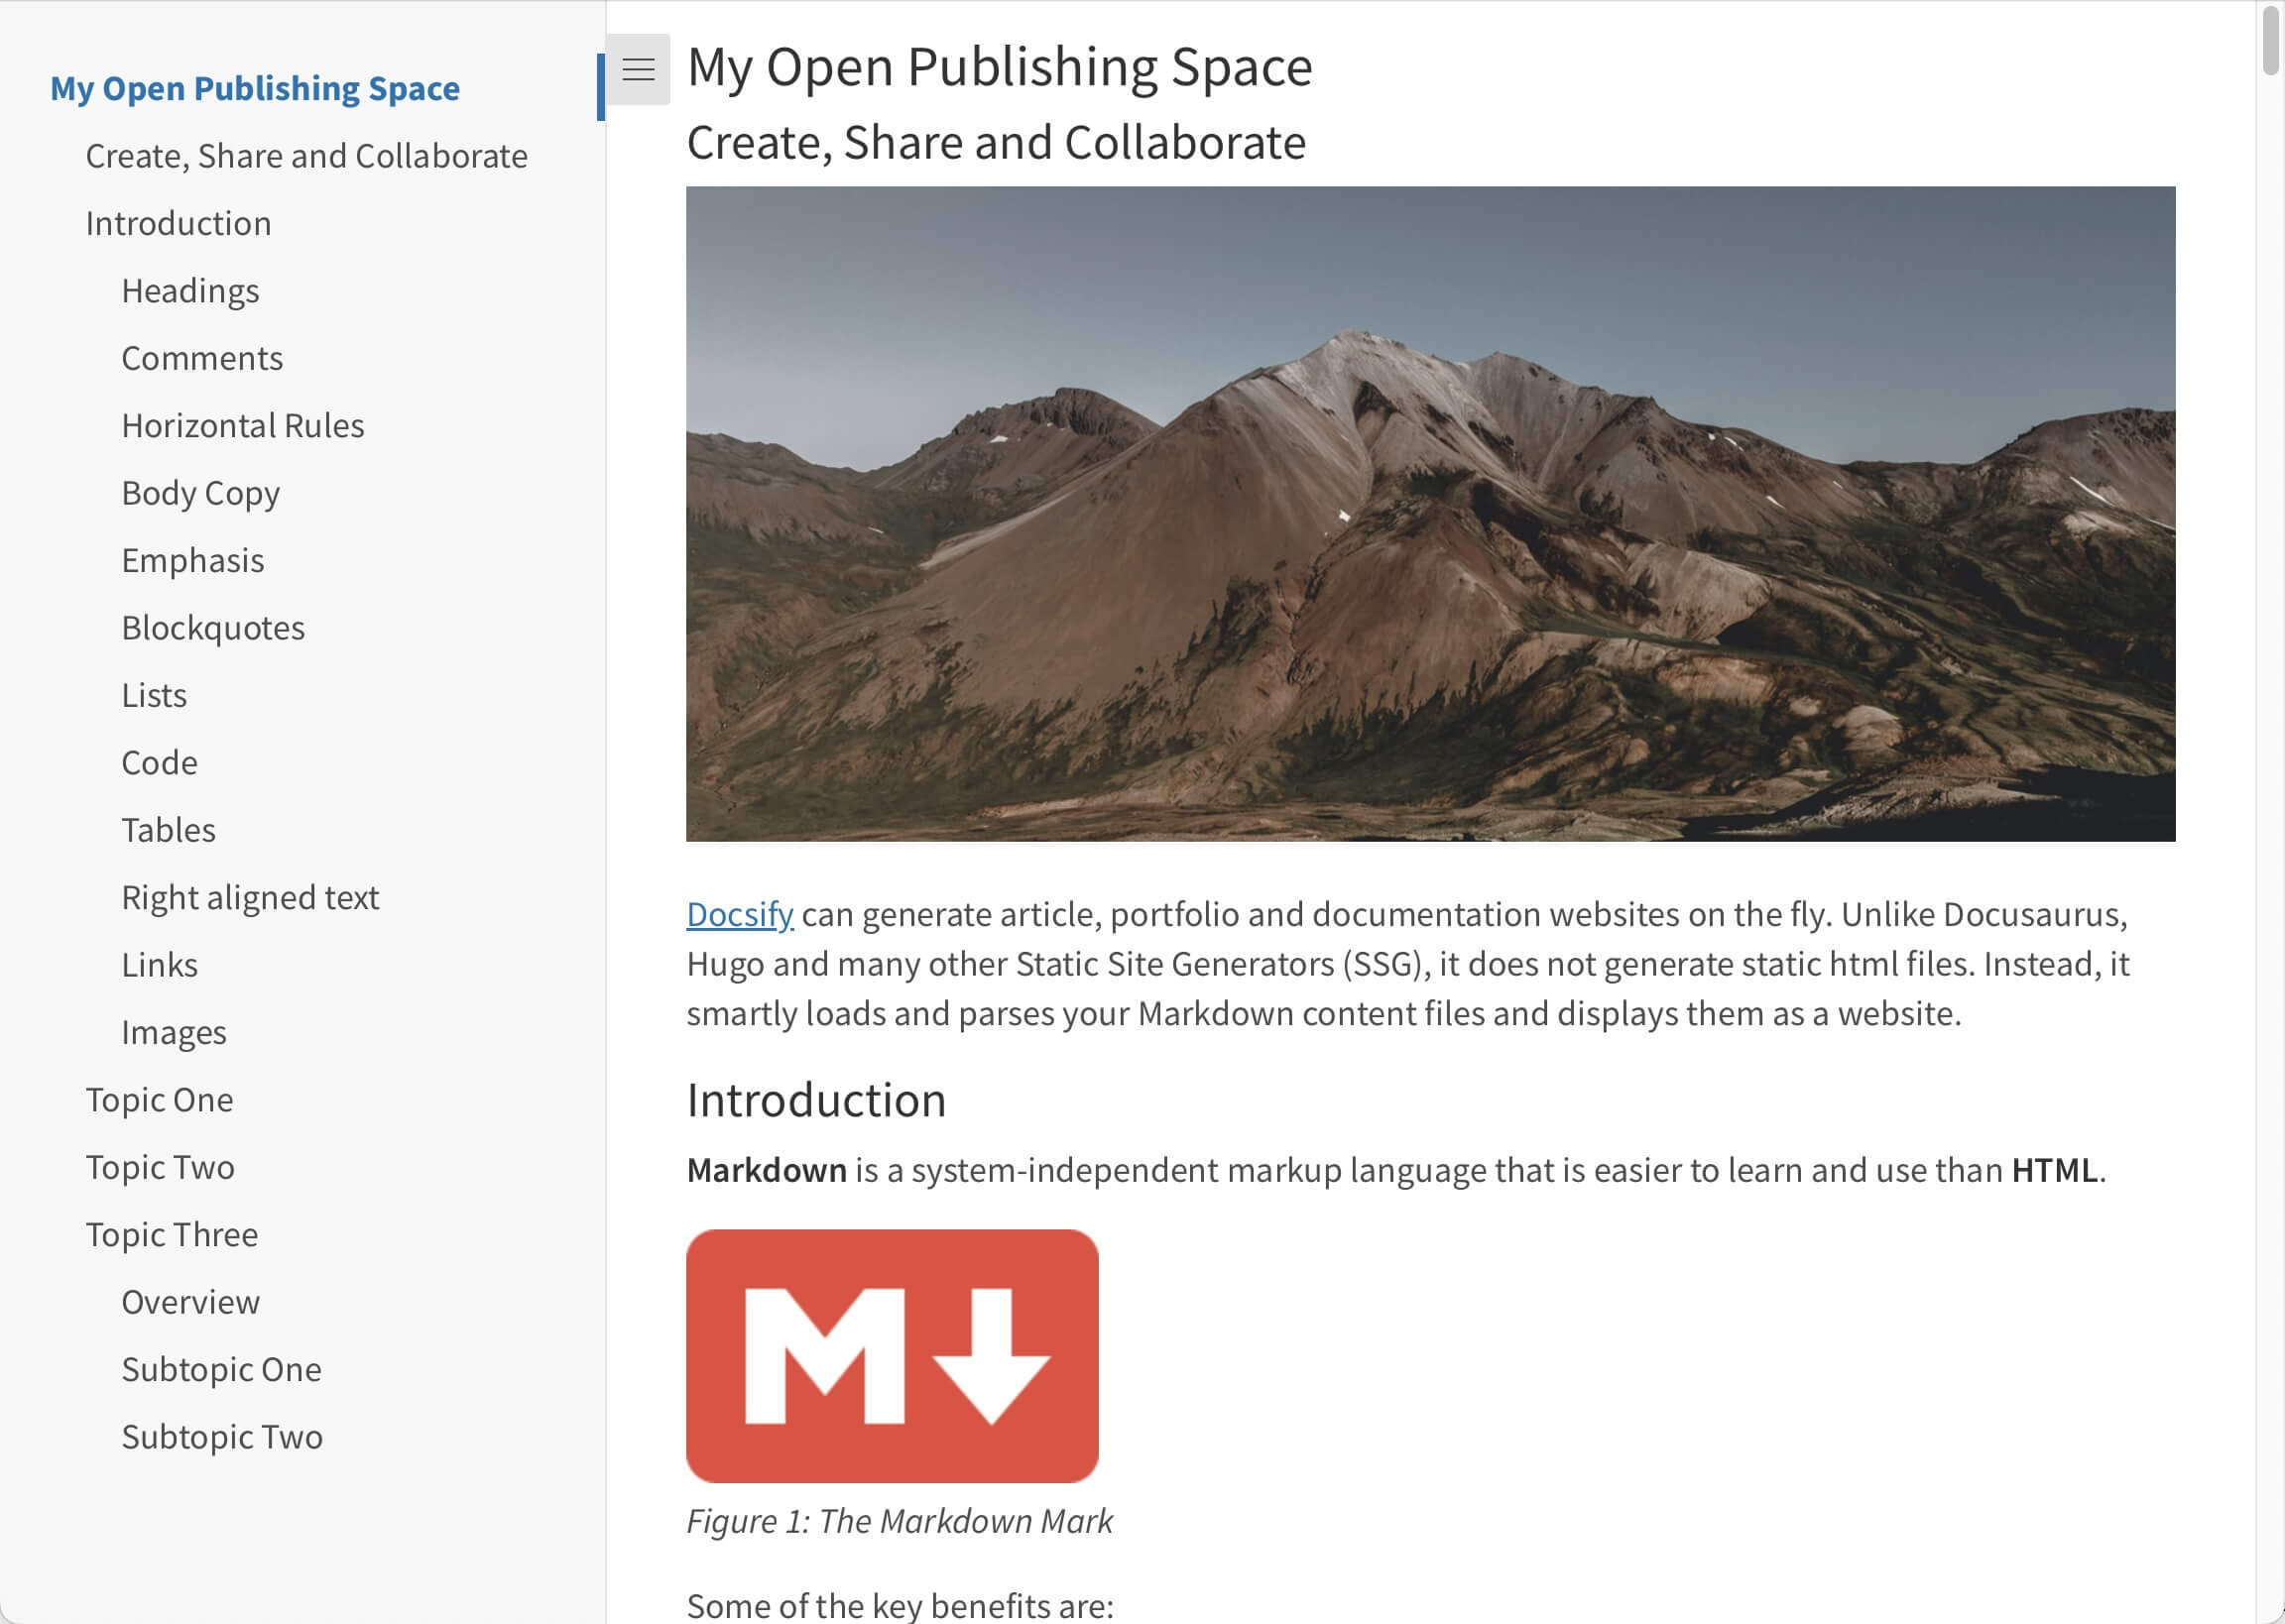 My Open Publishing Space
Create, Share and Collaborate
Introduction
Headings
Comments
Horizontal Rules
Body Copy
Emphasis
Blockquotes
Lists
Code
Tables
Right aligned text
Links
Images
Topic One
Topic Two
Topic Three
Overview
Subtopic One
Subtopic Two
My Open Publishing Space
Create, Share and Collaborate
Docsify can generate article, portfolio and documentation websites on the fly. Unlike Docusaurus,
Hugo and many other Static Site Generators (SSG), it does not generate static html files. Instead, it
smartly loads and parses your Markdown content files and displays them as a website.
Introduction
Markdown is a system-independent markup language that is easier to learn and use than HTML.
M
Figure 1: The Markdown Mark
Some of the key benefits are: